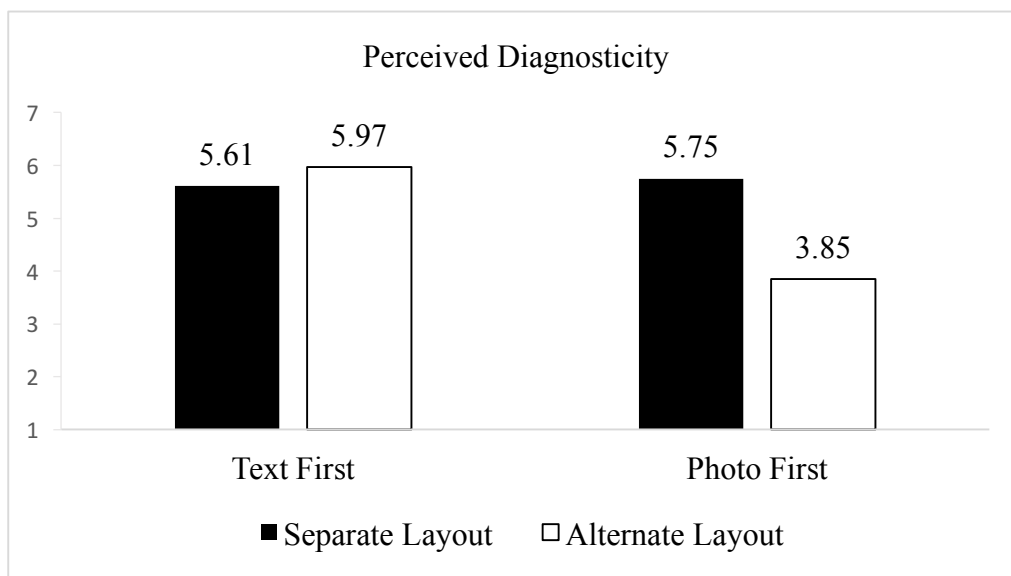 Perceived Diagnosticity
7
6
5
4
3
2
1
5.61
5.97
5.75
3.85
Text First
Photo First
Separate Layout
Alternate Layout